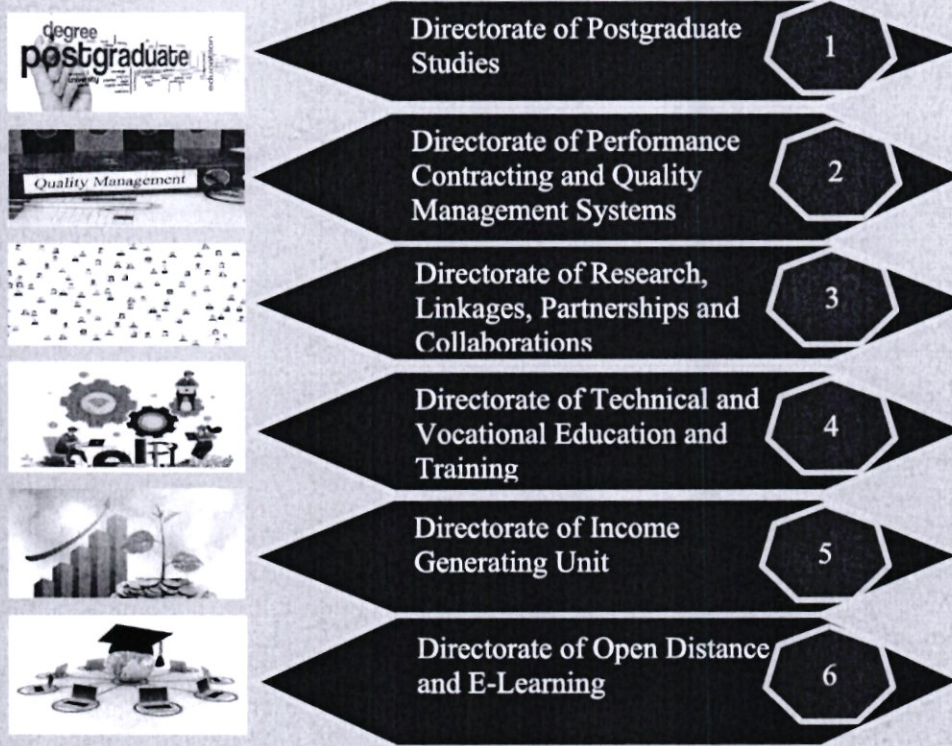 degree
postgraduate
education
university
Directorate of Postgraduate
Studies
1
Quality Management
Directorate of Performance
Contracting and Quality
Management Systems
2
Directorate of Research,
Linkages, Partnerships and
Collaborations
3
Directorate of Technical and
Vocational Education and
Training
4
Directorate of Income
Generating Unit
5
Directorate of Open Distance
and E-Learning
6